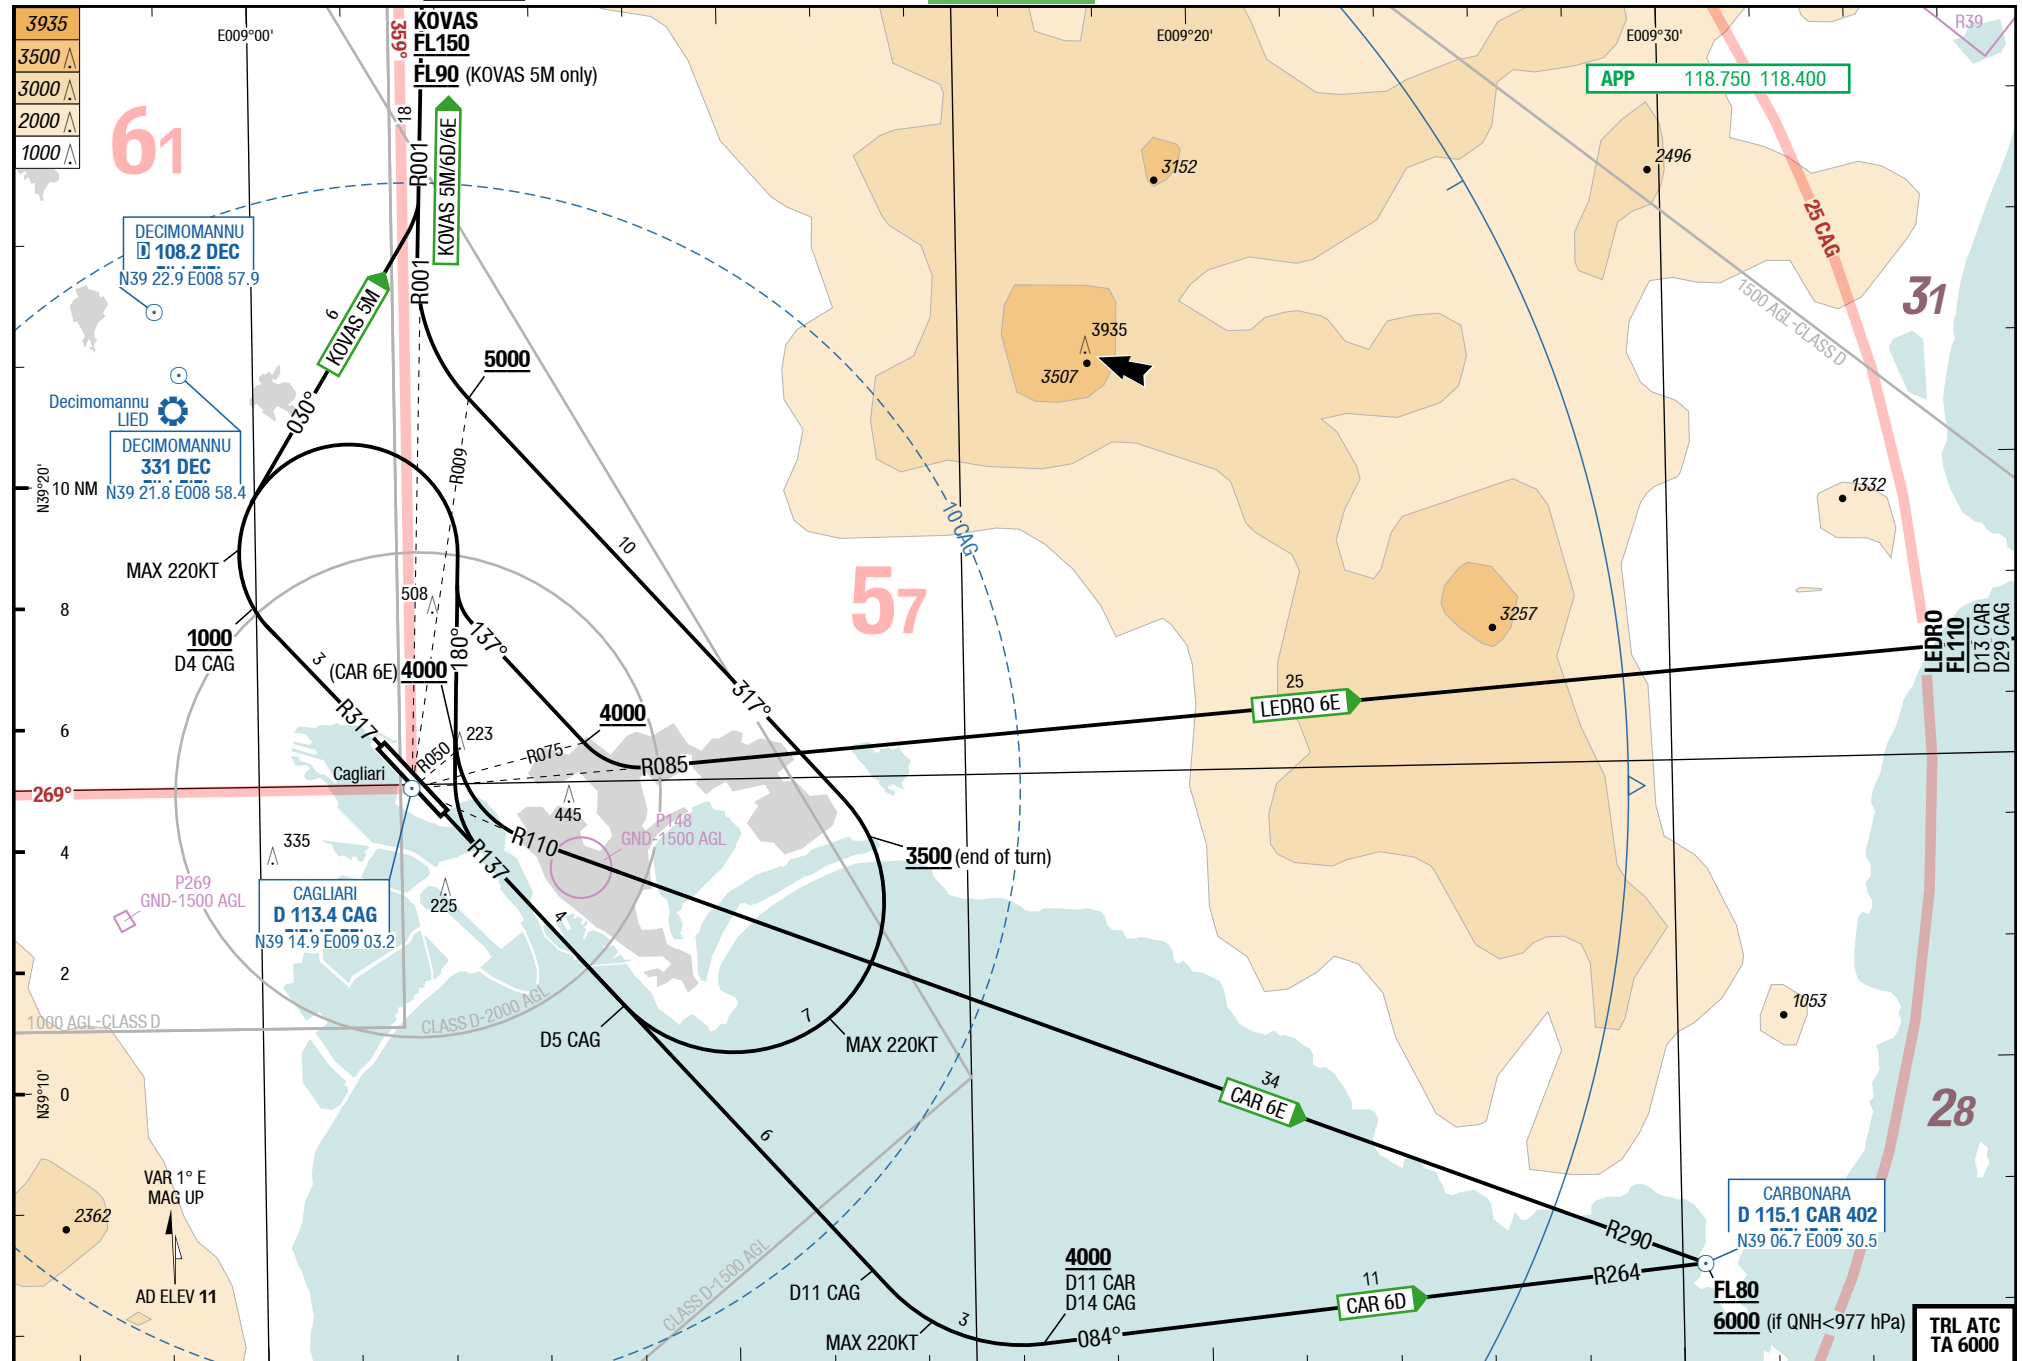 3935
3500
3000
2000
1000
E009°00'
359°
KOVAS
FL150
FL90 (KOVAS 5M only)
E009°20'
E009°30'
R39
APP 118.750 118.400
61
18
R001
KOVAS 5M/6D/6E
R001
3152
2496
25 CAG
DECIMOMANNU
D 108.2 DEC
N39 22.9 E008 57.9
6
KOVAS 5M
030°
5000
3935
3507
1500 AGL-CLASS D
31
Decimomannu
LIED
DECIMOMANNU
331 DEC
N39 21.8 E008 58.4
N39°20'
10 NM
R009
10 CAG
1332
10
MAX 220KT
57
508
8
1000
D4 CAG
3
(CAR 6E) 4000
180°
137°
3257
LEDRO
FL110
D13 CAR
D29 CAG
25
LEDRO 6E
317°
R317
4000
6
223
R050
R075
R085
Cagliari
269°
445
P148
GND-1500 AGL
335
4
R110
R137
3500 (end of turn)
P269
GND-1500 AGL
225
CAGLIARI
D 113.4 CAG
N39 14.9 E009 03.2
4
2
1000 AGL-CLASS D
CLASS D-2000 AGL
D5 CAG
7
MAX 220KT
1053
N39°10'
0
34
CAR 6E
28
6
VAR 1° E
MAG UP
2362
AD ELEV 11
CLASS D-1500 AGL
D11 CAG
MAX 220KT
3
4000
D11 CAR
D14 CAG
084°
11
CAR 6D
R290
R264
CARBONARA
D 115.1 CAR 402
N39 06.7 E009 30.5
FL80
6000 (if QNH<977 hPa)
TRL ATC
TA 6000